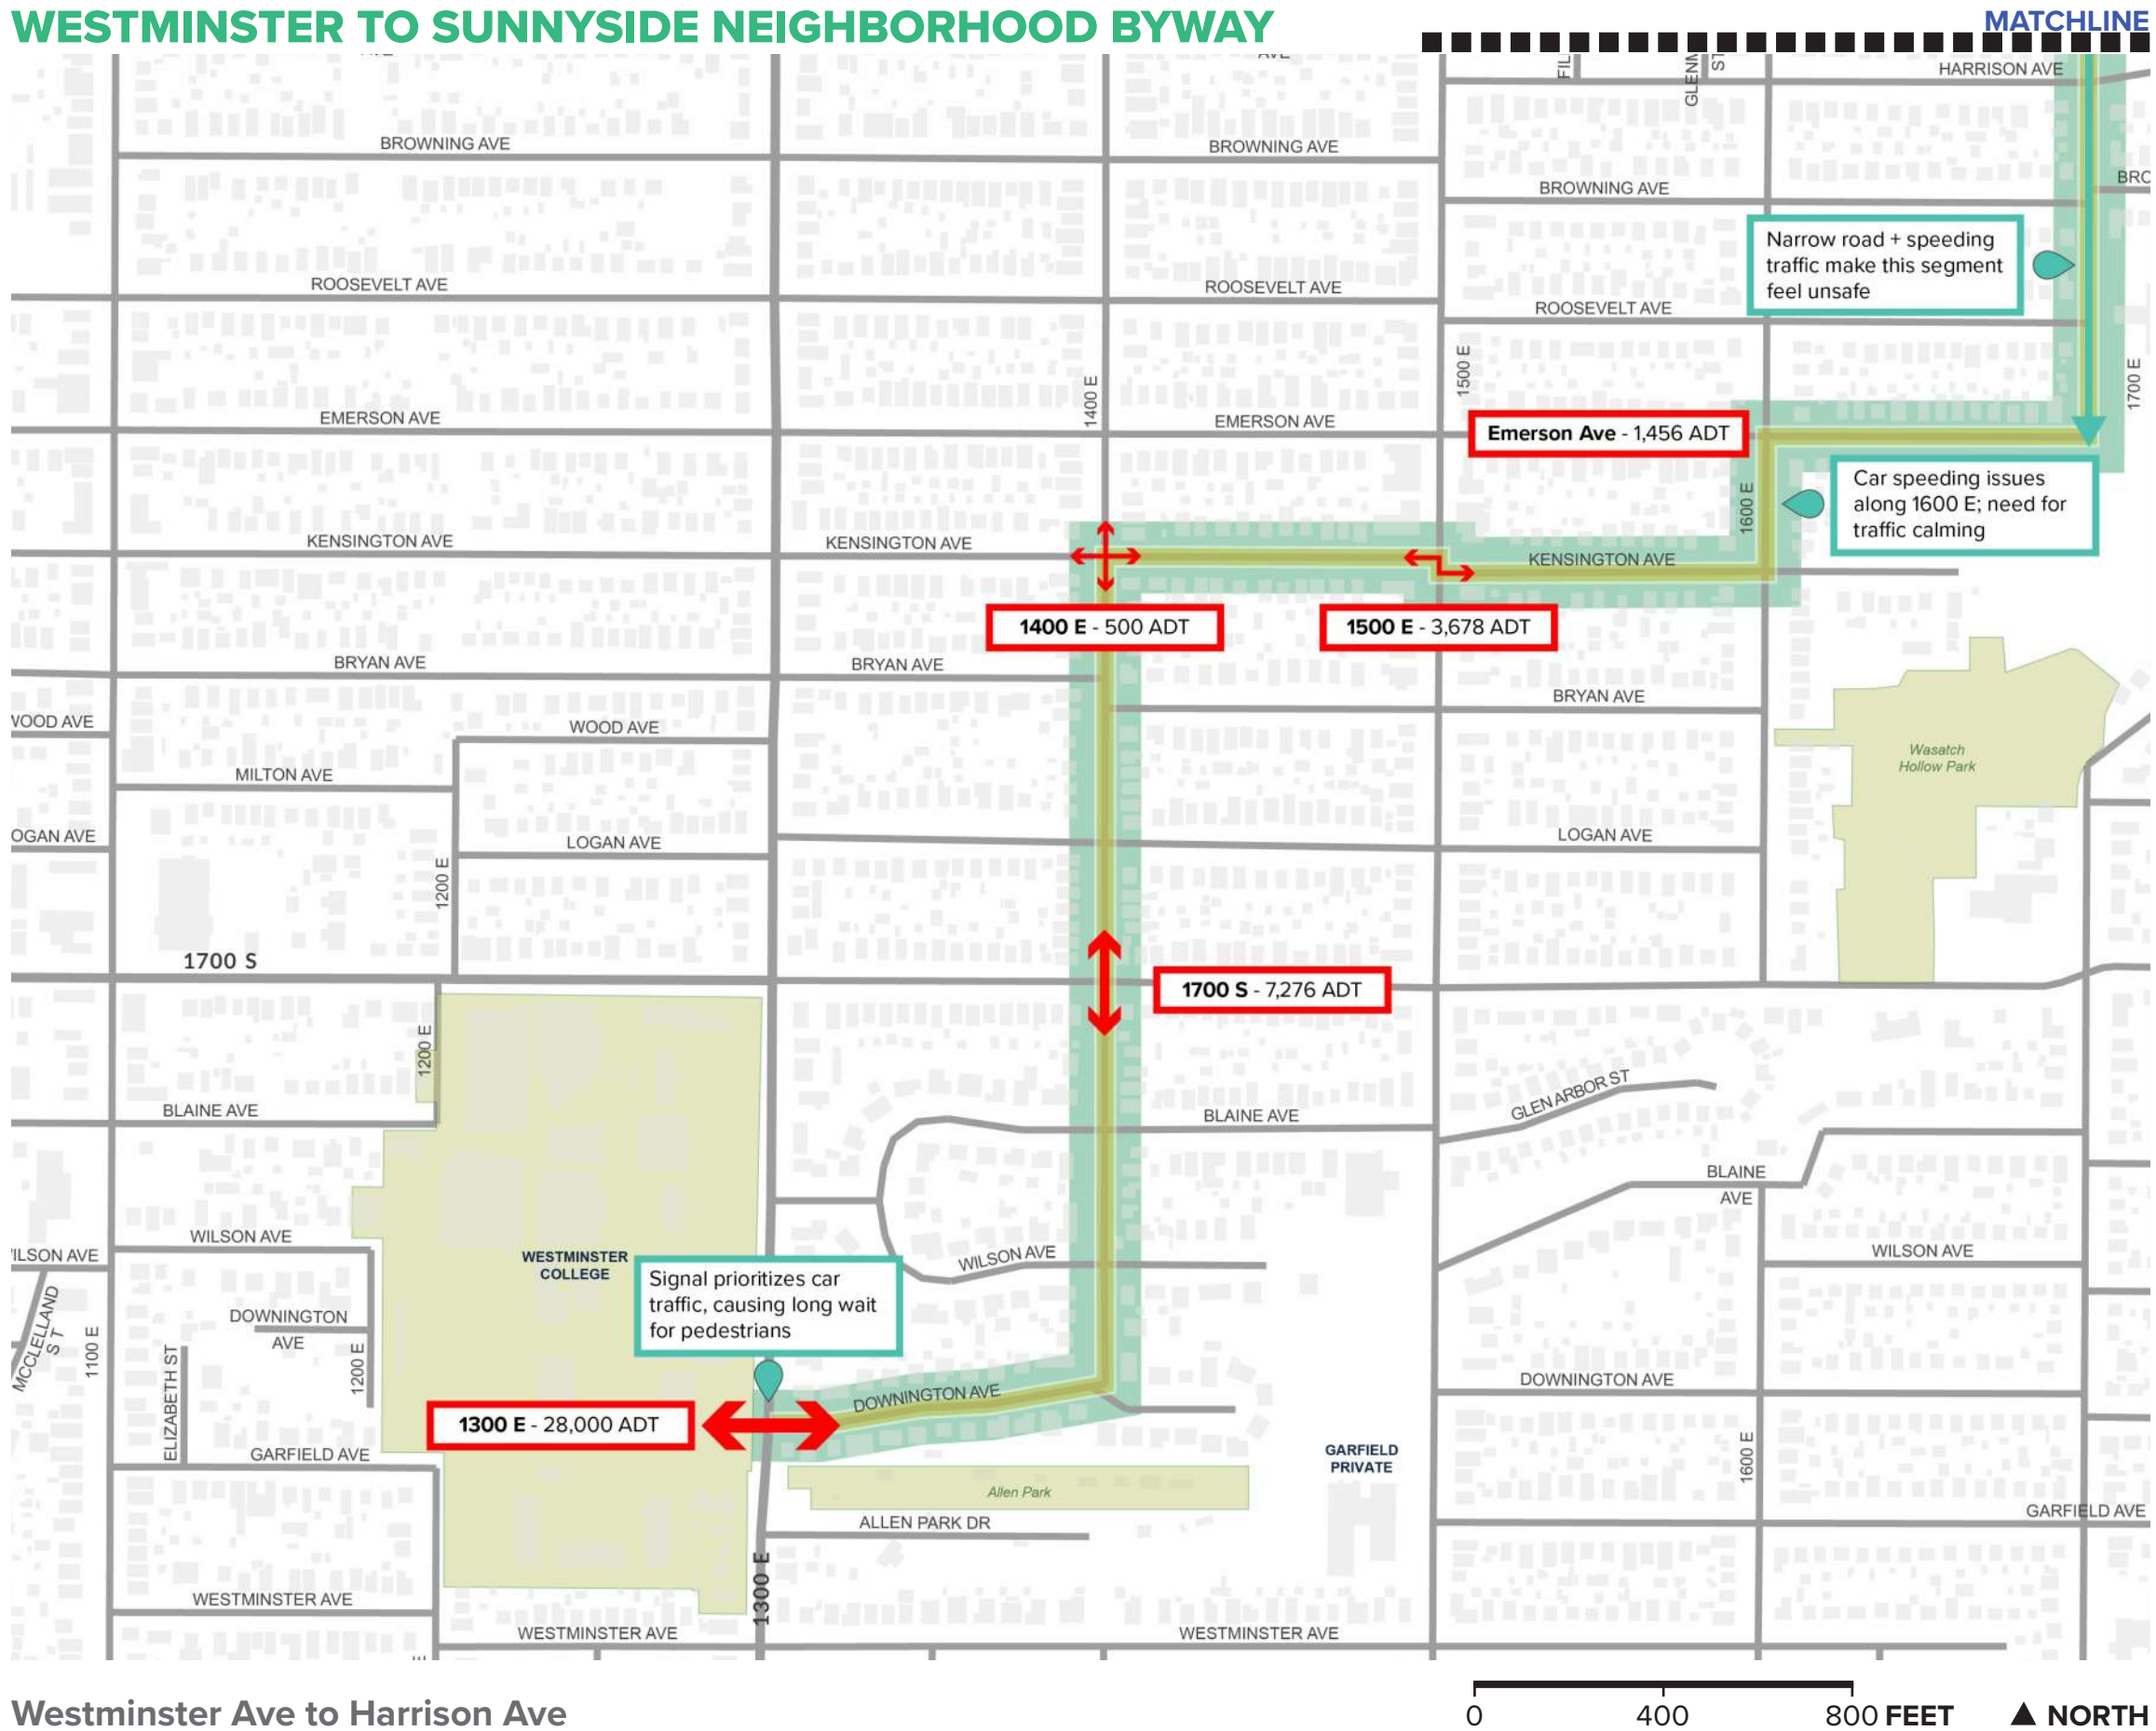 WESTMINSTER TO SUNNYSIDE NEIGHBORHOOD BYWAY
MATCHLINE
HARRISON AVE
BROWNING AVE
BROWNING AVE
BROWNING AVE
ROOSEVELT AVE
ROOSEVELT AVE
ROOSEVELT AVE
Narrow road + speeding
traffic make this segment
feel unsafe
1500 E
1700 E
1400 E
EMERSON AVE
EMERSON AVE
Emerson Ave - 1,456 ADT
Car speeding issues
along 1600 E; need for
traffic calming
1600 E
KENSINGTON AVE
KENSINGTON AVE
KENSINGTON AVE
1400 E - 500 ADT
1500 E - 3,678 ADT
BRYAN AVE
BRYAN AVE
BRYAN AVE
WOOD AVE
WOOD AVE
Wasatch
Hollow Park
MILTON AVE
OGAN AVE
LOGAN AVE
LOGAN AVE
1200 E
1700 S
1700 S - 7,276 ADT
1200 E
BLAINE AVE
BLAINE AVE
GLEN ARBOR ST
BLAINE
AVE
WILSON AVE
ILSON AVE
WILSON AVE
WILSON AVE
WESTMINSTER
COLLEGE
Signal prioritizes car
traffic, causing long wait
for pedestrians
MCCLELLAND
ST
1100 E
DOWNINGTON
AVE
1200 E
ELIZABETH ST
DOWNINGTON AVE
DOWNINGTON AVE
1300 E - 28,000 ADT
GARFIELD AVE
GARFIELD
PRIVATE
1600 E
Allen Park
ALLEN PARK DR
GARFIELD AVE
1300 E
WESTMINSTER AVE
WESTMINSTER AVE
WESTMINSTER AVE
Westminster Ave to Harrison Ave
0 400 800 FEET
▲ NORTH